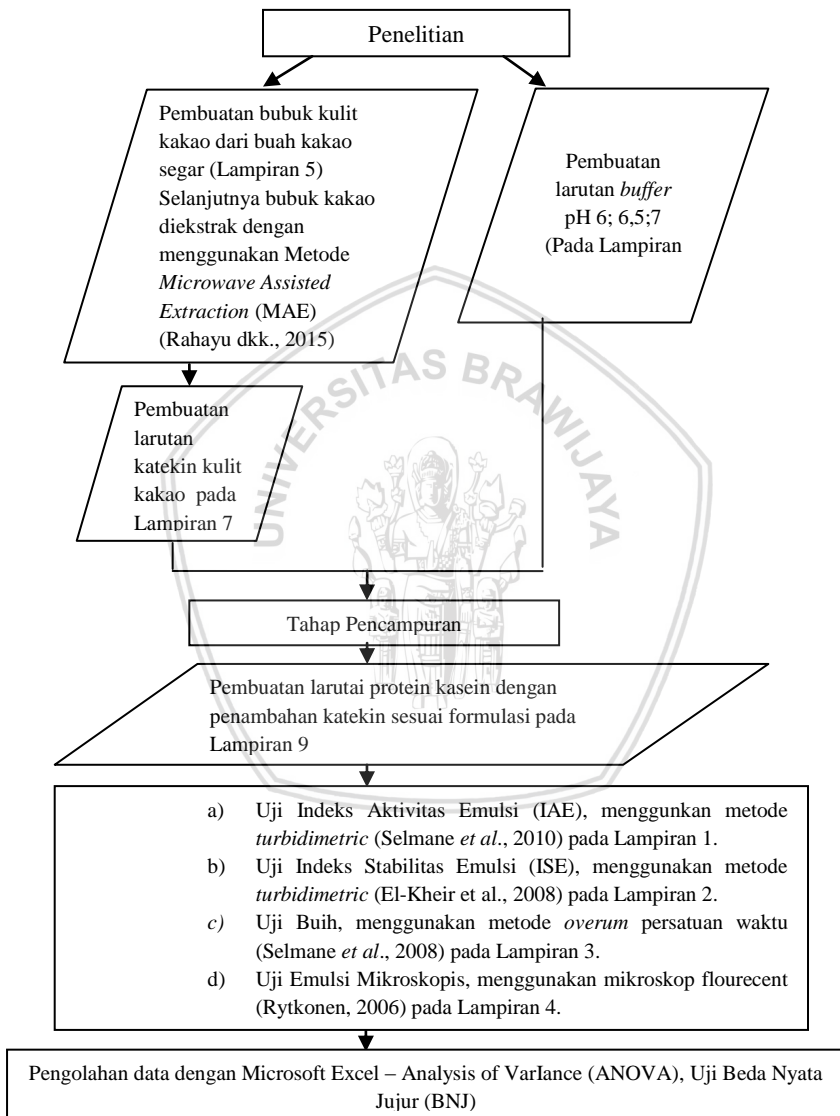 Penelitian
Pembuatan bubuk kulit
kakao dari buah kakao
segar (Lampiran 5)
Selanjutnya bubuk kakao
diekstrak dengan
menggunakan Metode
Microwave Assisted
Extraction (MAE)
(Rahayu dkk., 2015)
Pembuatan
larutan buffer
pH 6; 6,5;7
(Pada Lampiran
Pembuatan
larutan
katekin kulit
kakao pada
Lampiran 7
UNIVERSITAS BRAWIJAYA
Tahap Pencampuran
Pembuatan larutai protein kasein dengan
penambahan katekin sesuai formulasi pada
Lampiran 9
a) Uji Indeks Aktivitas Emulsi (IAE), menggunkan metode
turbidimetric (Selmane et al., 2010) pada Lampiran 1.
b) Uji Indeks Stabilitas Emulsi (ISE), menggunakan metode
turbidimetric (El-Kheir et al., 2008) pada Lampiran 2.
c) Uji Buih, menggunakan metode overum persatuan waktu
(Selmane et al., 2008) pada Lampiran 3.
d) Uji Emulsi Mikroskopis, menggunakan mikroskop flourecent
(Rytkonen, 2006) pada Lampiran 4.
Pengolahan data dengan Microsoft Excel – Analysis of VarIance (ANOVA), Uji Beda Nyata
Jujur (BNJ)